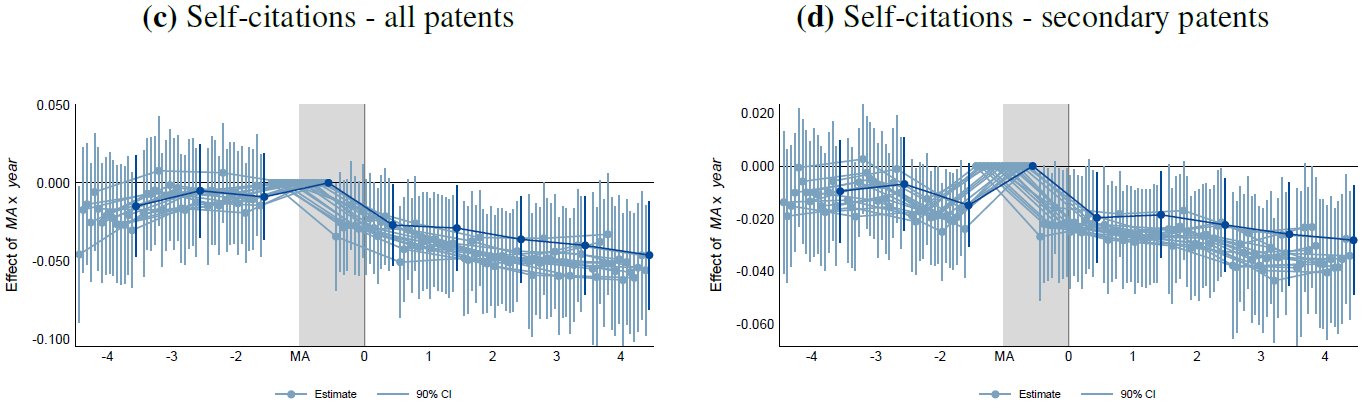 (c) Self-citations - all patents
0.050
0.000
-0.050
-0.100
Effect of MA x year
-4 -3 -2 MA 0 1 2 3 4
Estimate 90% CI
(d) Self-citations - secondary patents
0.020
0.000
-0.020
-0.040
-0.060
Effect of MA x year
-4 -3 -2 MA 0 1 2 3 4
Estimate 90% CI